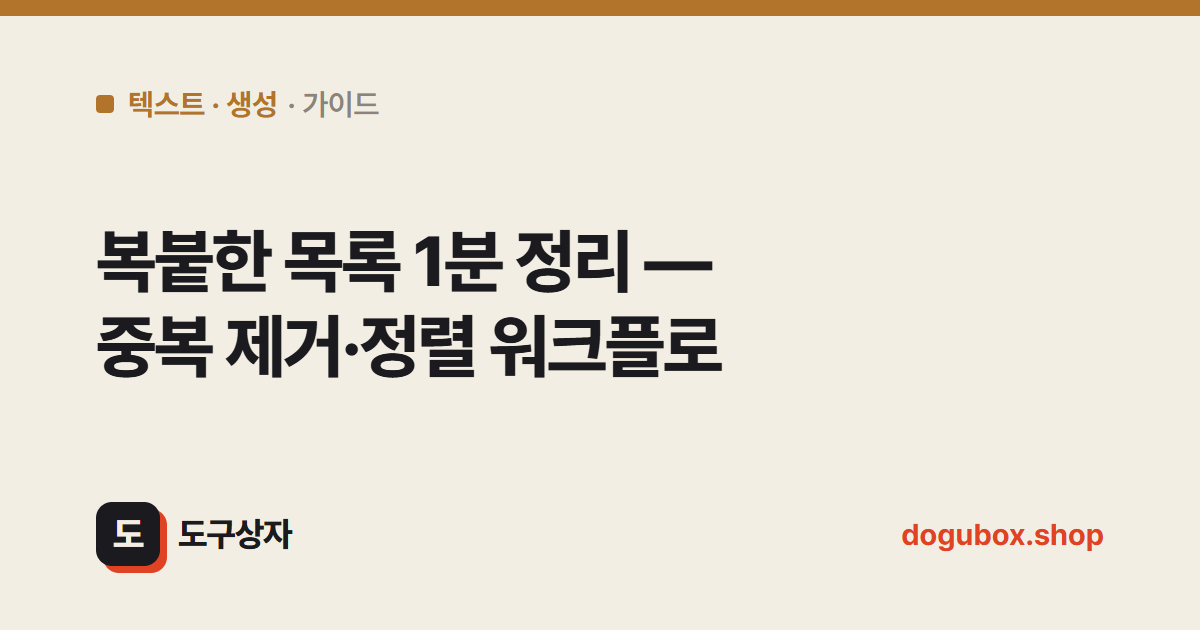 텍스트 · 생성 · 가이드
복붙한 목록 1분 정리 —
중복 제거·정렬 워크플로
도 도구상자
dogubox.shop